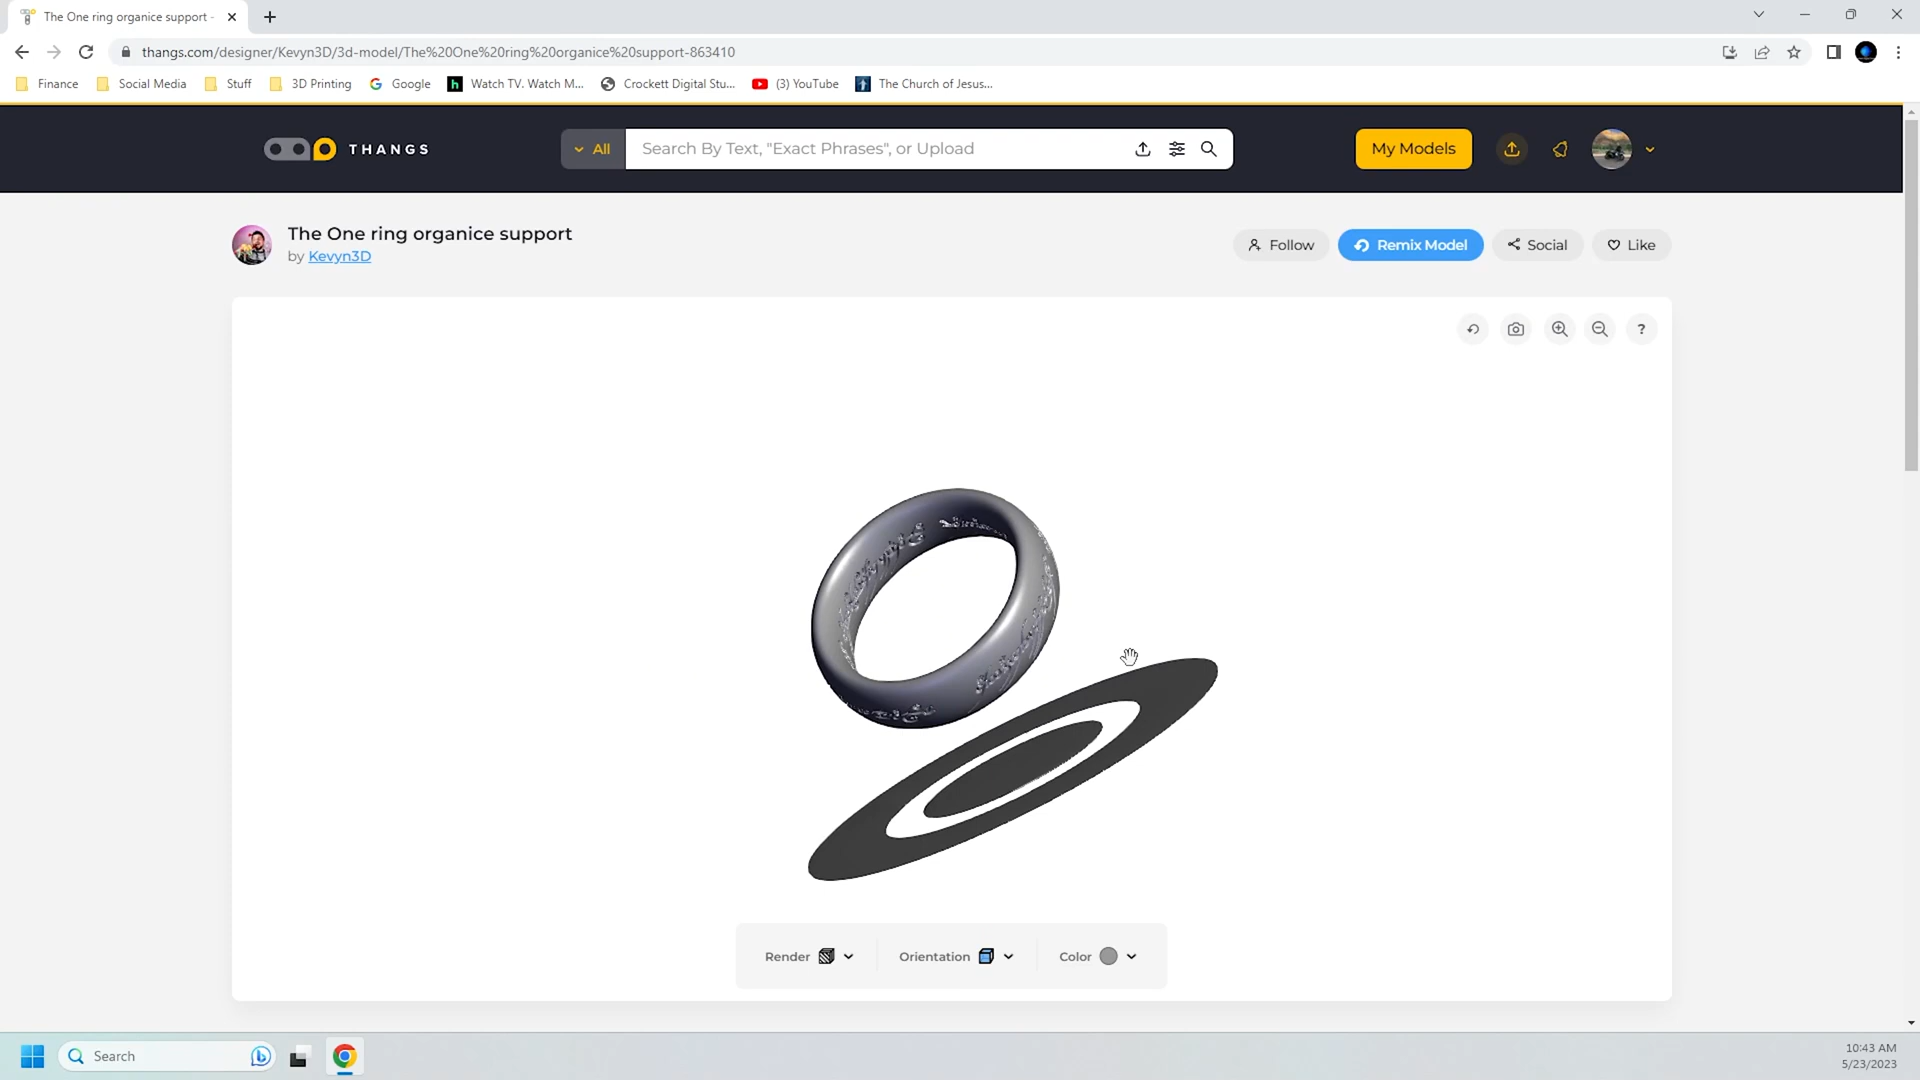 The One ring organice support -
thangs.com/designer/Kevyn3D/3d-model/The%20One%20ring%20organice%20support-863410
Finance
Social Media
Stuff
3D Printing
Google
Watch TV. Watch M...
Crockett Digital Stu...
(3) YouTube
The Church of Jesus...
THANGS
All
Search By Text, "Exact Phrases", or Upload
My Models
The One ring organice support
by Kevyn3D
Follow
Remix Model
Social
Like
?
Render
Orientation
Color
Search
10:43 AM
5/23/2023